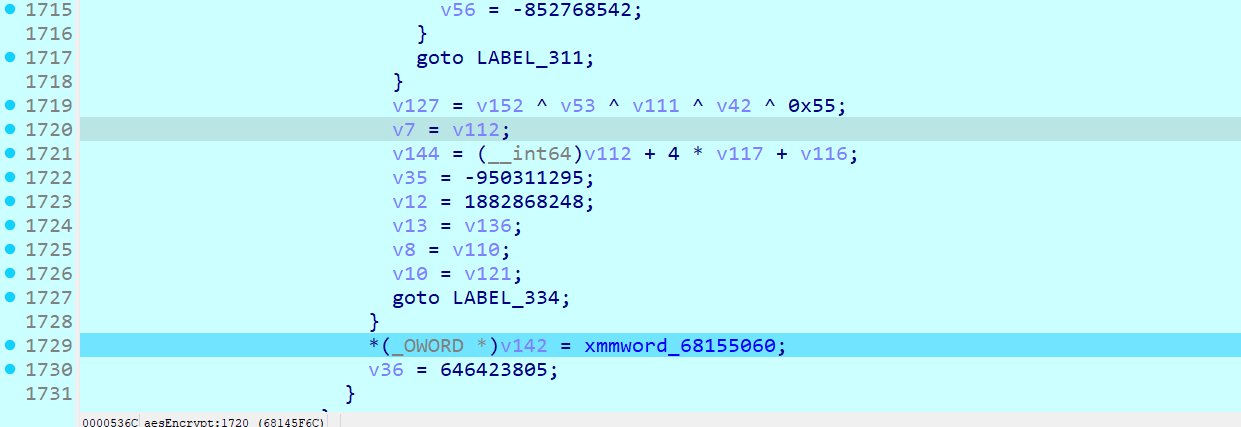 1715 v56 = -852768542;
1716 }
1717 goto LABEL_311;
1718 }
1719 v127 = v152 ^ v53 ^ v111 ^ v42 ^ 0x55;
1720 v7 = v112;
1721 v144 = (__int64)v112 + 4 * v117 + v116;
1722 v35 = -950311295;
1723 v12 = 1882868248;
1724 v13 = v136;
1725 v8 = v110;
1726 v10 = v121;
1727 goto LABEL_334;
1728 }
1729 *(_OWORD *)v142 = xmmword_68155060;
1730 v36 = 646423805;
1731 }
0000536C aesEncrypt:1720 (68145F6C)